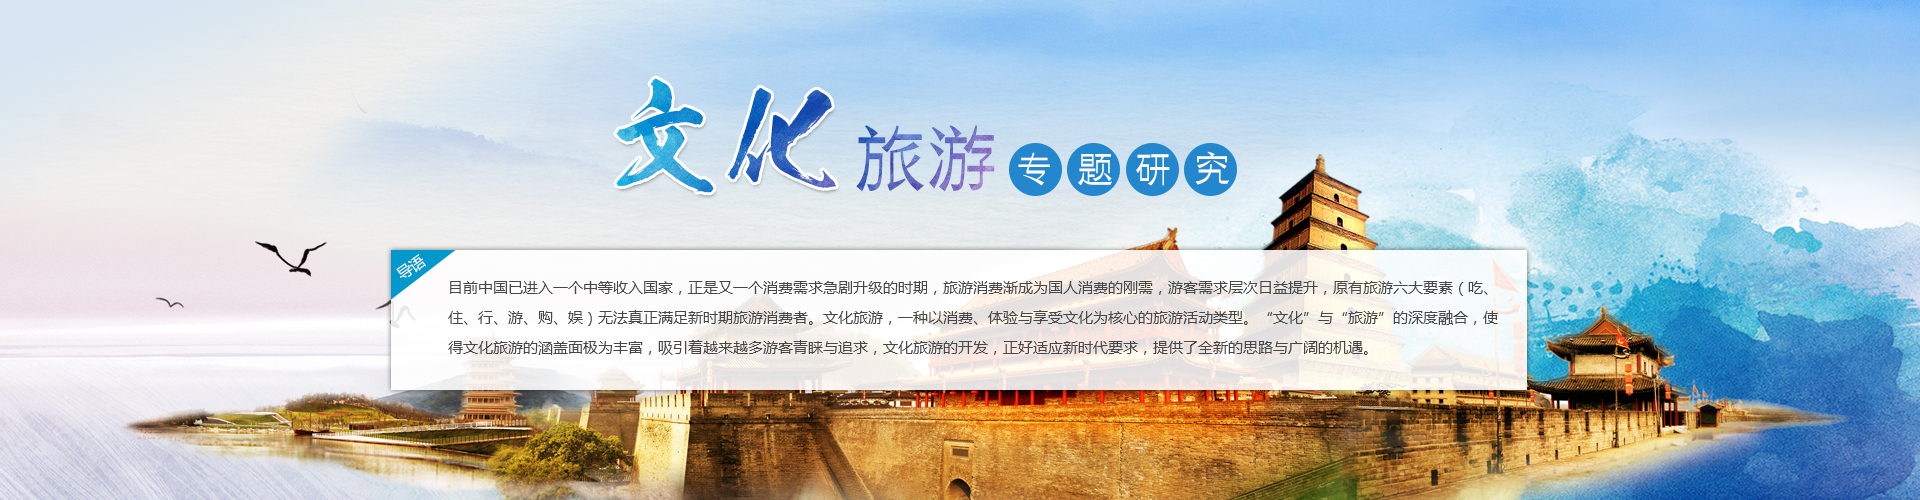 文化旅游专题研究
导语
目前中国已进入一个中等收入国家，正是又一个消费需求急剧升级的时期，旅游消费渐成为国人消费的刚需，游客需求层次日益提升，原有旅游六大要素（吃、
住、行、游、购、娱）无法真正满足新时期旅游消费者。文化旅游，一种以消费、体验与享受文化为核心的旅游活动类型。“文化”与“旅游”的深度融合，使
得文化旅游的涵盖面极为丰富，吸引着越来越多游客青睐与追求，文化旅游的开发，正好适应新时代要求，提供了全新的思路与广阔的机遇。